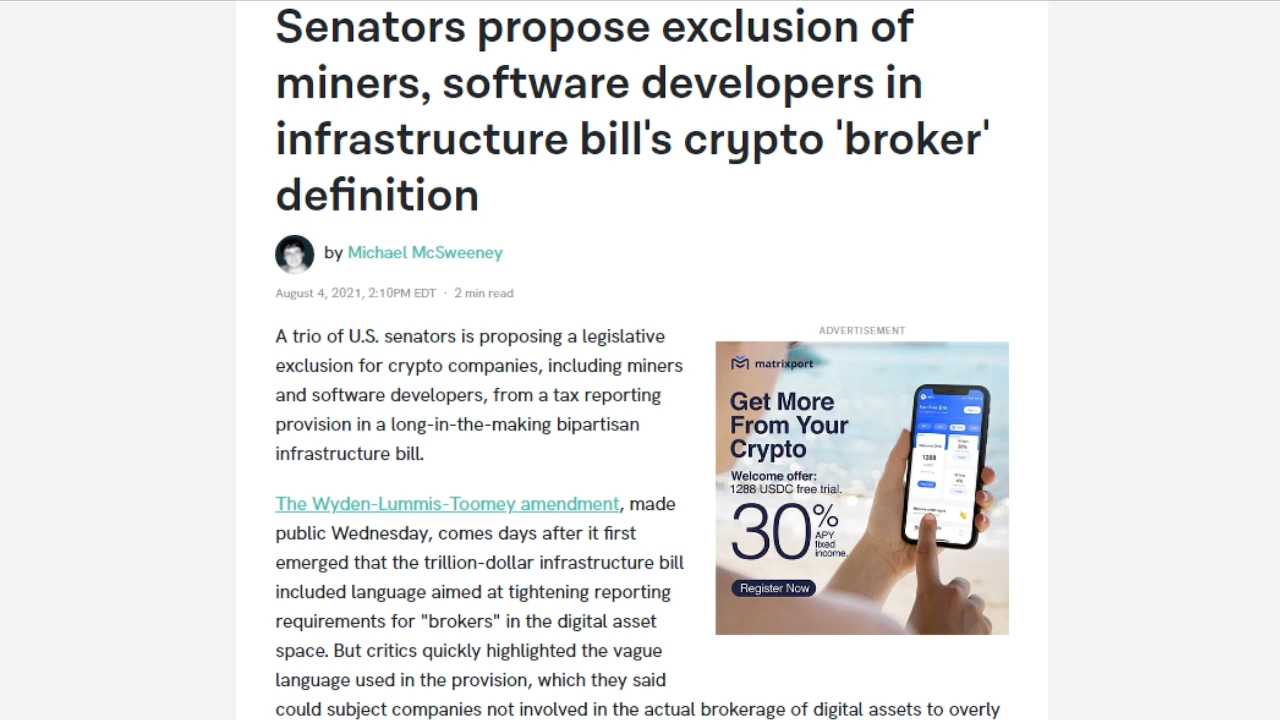 Senators propose exclusion of
miners, software developers in
infrastructure bill's crypto 'broker'
definition
by Michael McSweeney
August 4, 2021, 2:10PM EDT · 2 min read
A trio of U.S. senators is proposing a legislative
exclusion for crypto companies, including miners
and software developers, from a tax reporting
provision in a long-in-the-making bipartisan
infrastructure bill.
The Wyden-Lummis-Toomey amendment, made
public Wednesday, comes days after it first
emerged that the trillion-dollar infrastructure bill
included language aimed at tightening reporting
requirements for "brokers" in the digital asset
space. But critics quickly highlighted the vague
language used in the provision, which they said
could subject companies not involved in the actual brokerage of digital assets to overly
ADVERTISEMENT
matrixport
Get More
From Your
Crypto
Welcome offer:
1288 USDC free trial.
30%
APY
fixed
income.
Register Now
1288